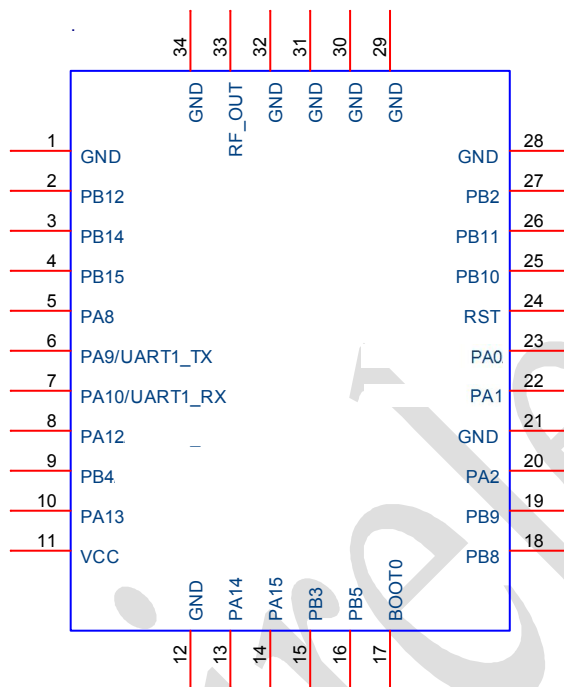 34 33 32 31 30 29
GND RF_OUT GND GND GND GND
1 GND GND 28
2 PB12 PB2 27
3 PB14 PB11 26
4 PB15 PB10 25
5 PA8 RST 24
6 PA9/UART1_TX PA0 23
7 PA10/UART1_RX PA1 22
8 PA12 GND 21
9 PB4 PA2 20
10 PA13 PB9 19
11 VCC PB8 18
GND PA14 PA15 PB3 PB5 BOOT0
12 13 14 15 16 17